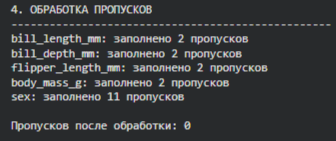 4. ОБРАБОТКА ПРОПУСКОВ
--------------------------------------------------
bill_length_mm: заполнено 2 пропусков
bill_depth_mm: заполнено 2 пропусков
flipper_length_mm: заполнено 2 пропусков
body_mass_g: заполнено 2 пропусков
sex: заполнено 11 пропусков
Пропусков после обработки: 0